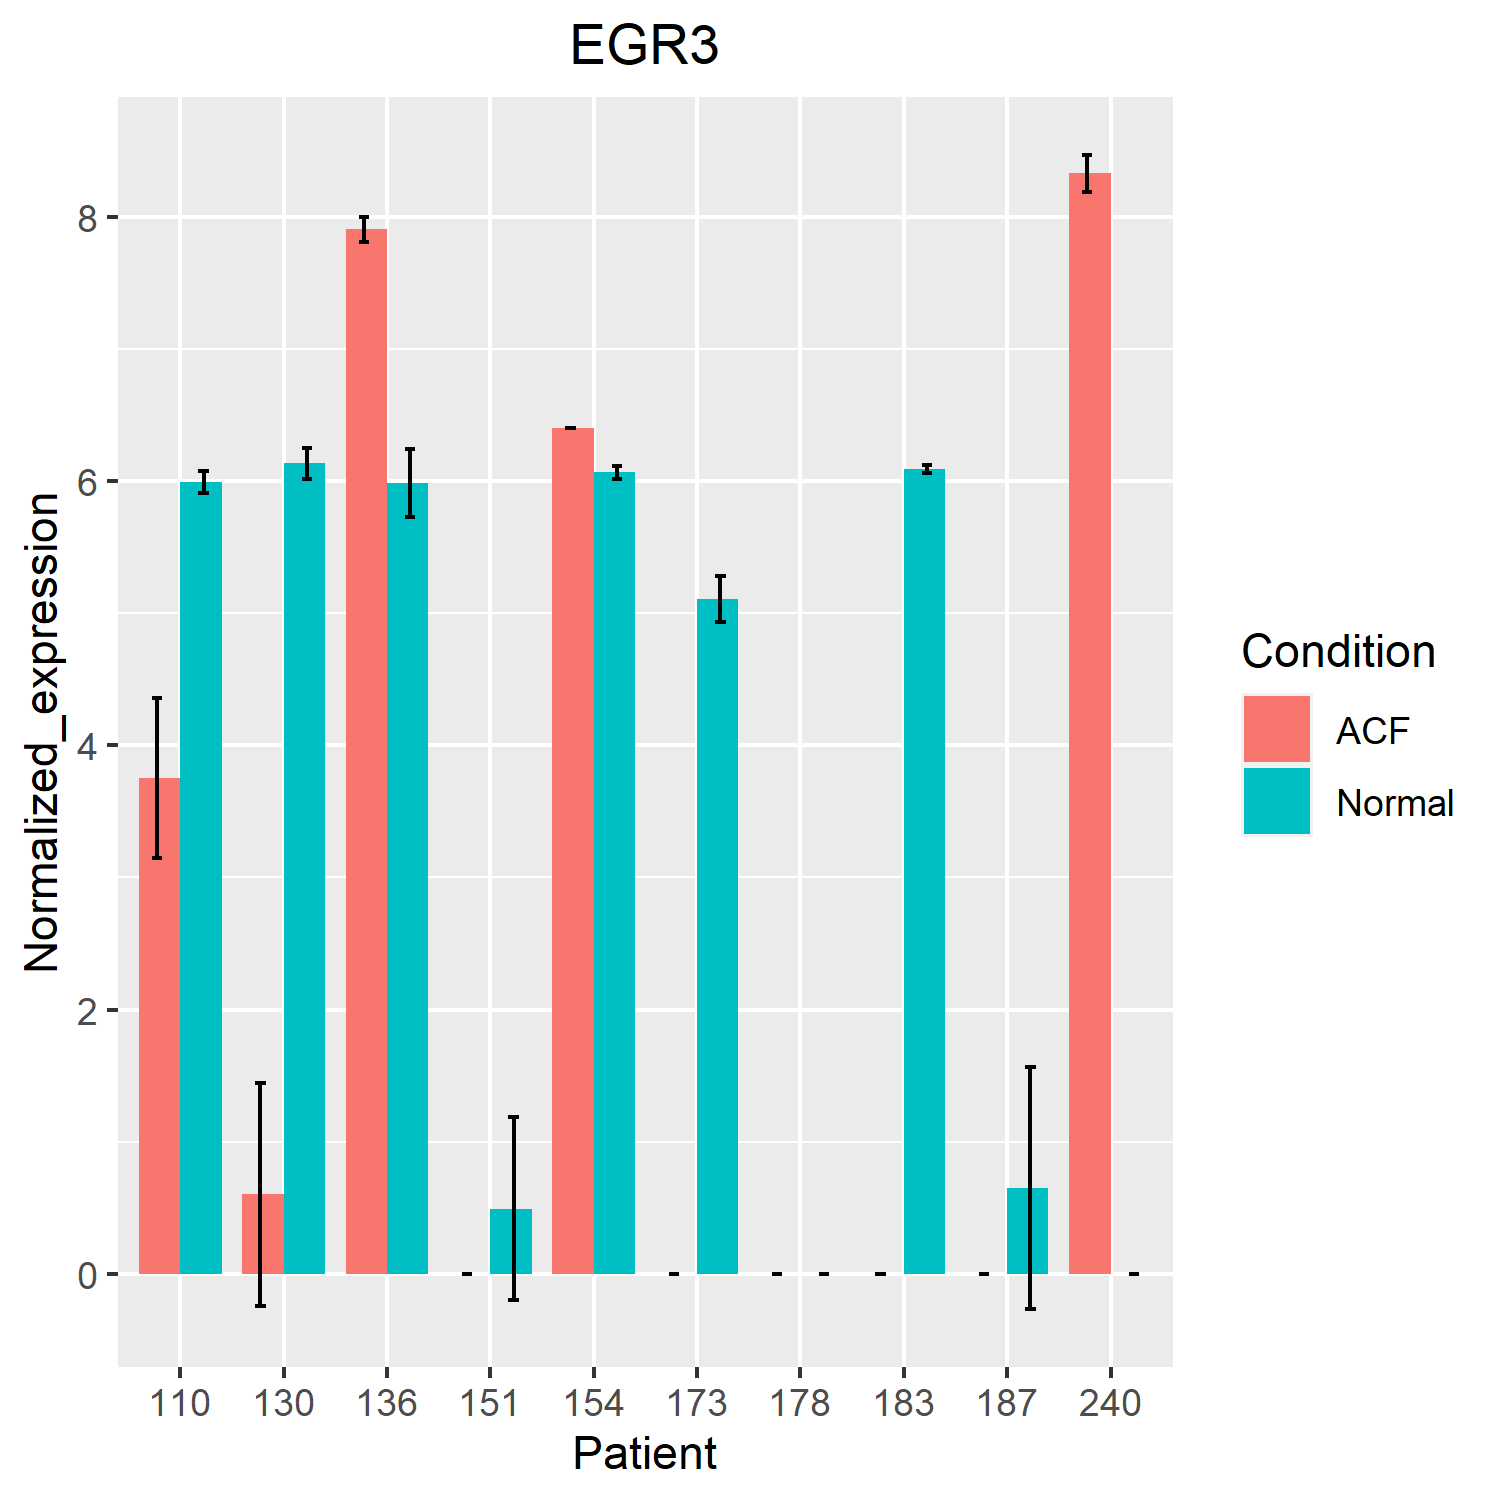 EGR3
Normalized_expression
8
6
4
2
0
110 130 136 151 154 173 178 183 187 240
Patient
Condition
ACF
Normal